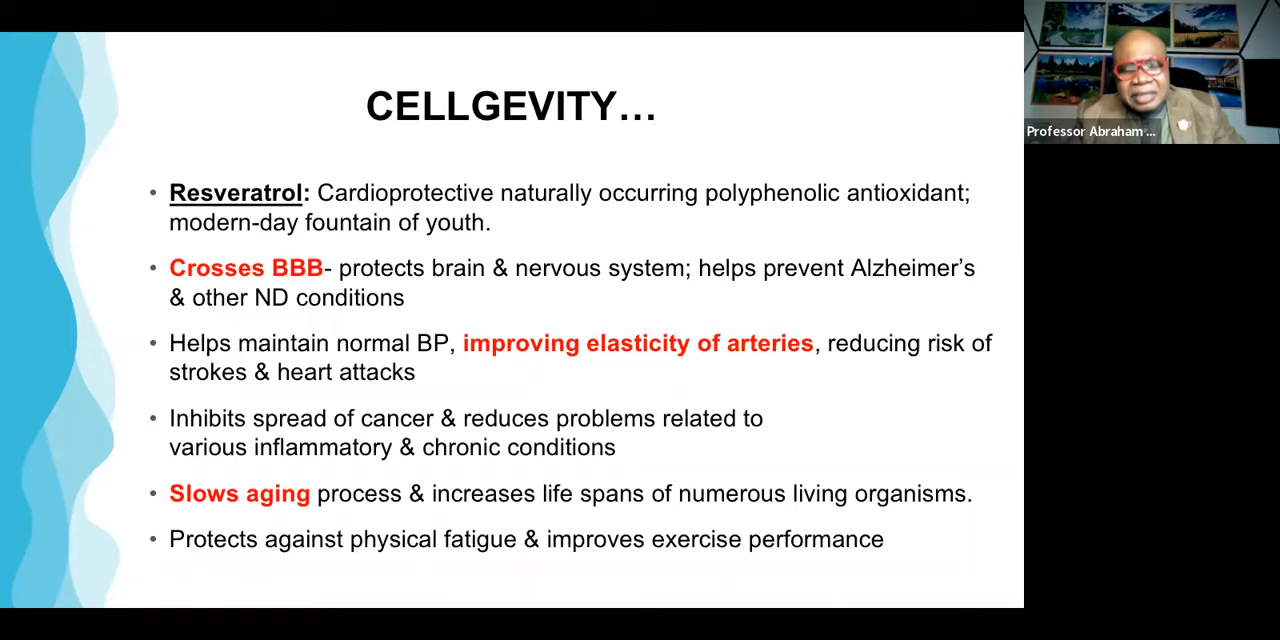 CELLGEVITY…
• Resveratrol: Cardioprotective naturally occurring polyphenolic antioxidant;
modern-day fountain of youth.
• Crosses BBB- protects brain & nervous system; helps prevent Alzheimer’s
& other ND conditions
• Helps maintain normal BP, improving elasticity of arteries, reducing risk of
strokes & heart attacks
• Inhibits spread of cancer & reduces problems related to
various inflammatory & chronic conditions
• Slows aging process & increases life spans of numerous living organisms.
• Protects against physical fatigue & improves exercise performance
Professor Abraham ...